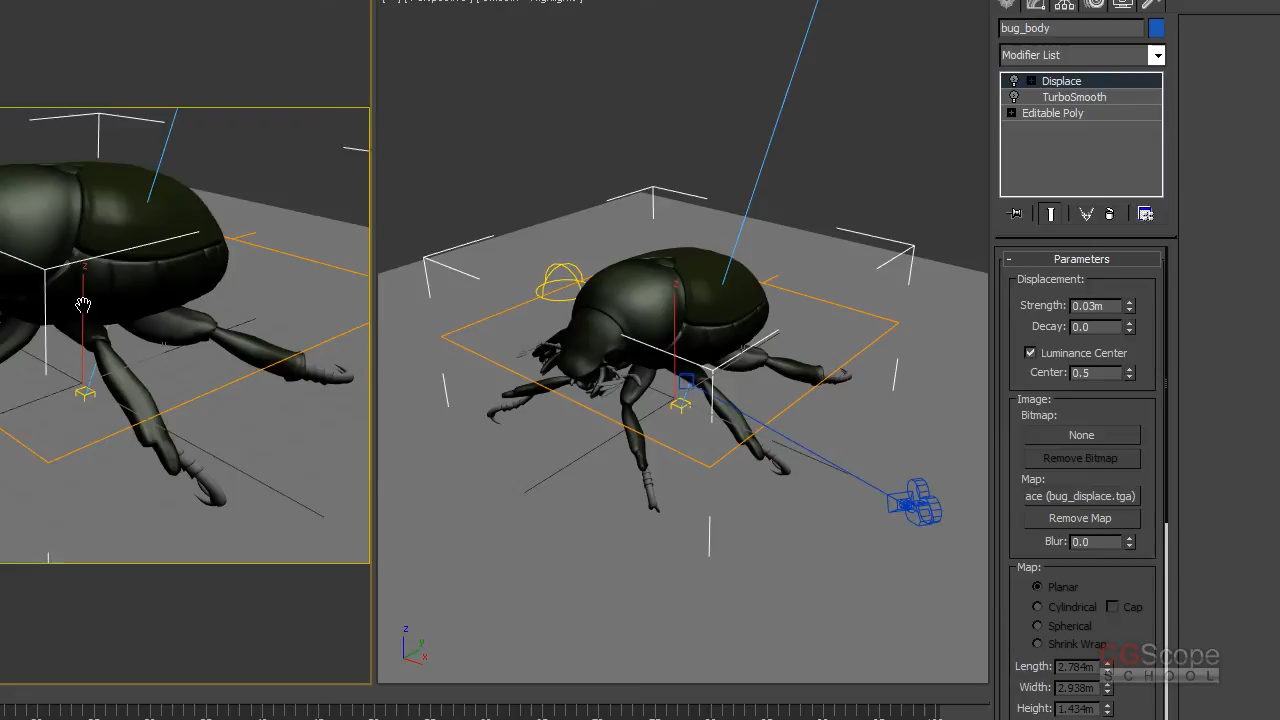 bug_body
Modifier List
Displace
TurboSmooth
Editable Poly
Parameters
Displacement:
Strength: 0.03m
Decay: 0.0
Luminance Center
Center: 0.5
Image:
Bitmap:
None
Remove Bitmap
Map:
ace (bug_displace.tga)
Remove Map
Blur: 0.0
Map:
Planar
Cylindrical Cap
Spherical
Shrink Wrap
Length: 2.784m
Width: 2.938m
Height: 1.434m
CGScope
SCHOOL
z
z
z
y
x